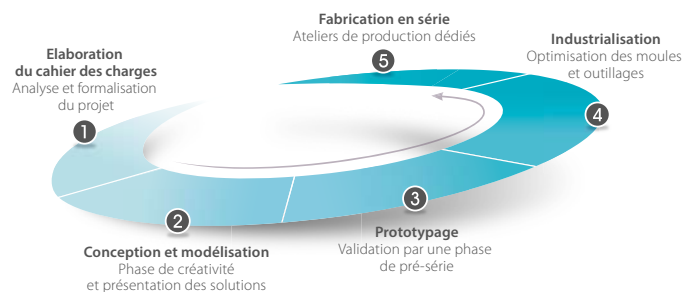 Elaboration
du cahier des charges
Analyse et formalisation
du projet
1
2
Conception et modélisation
Phase de créativité
et présentation des solutions
3
Prototypage
Validation par une phase
de pré-série
4
Industrialisation
Optimisation des moules
et outillages
Fabrication en série
Ateliers de production dédiés
5